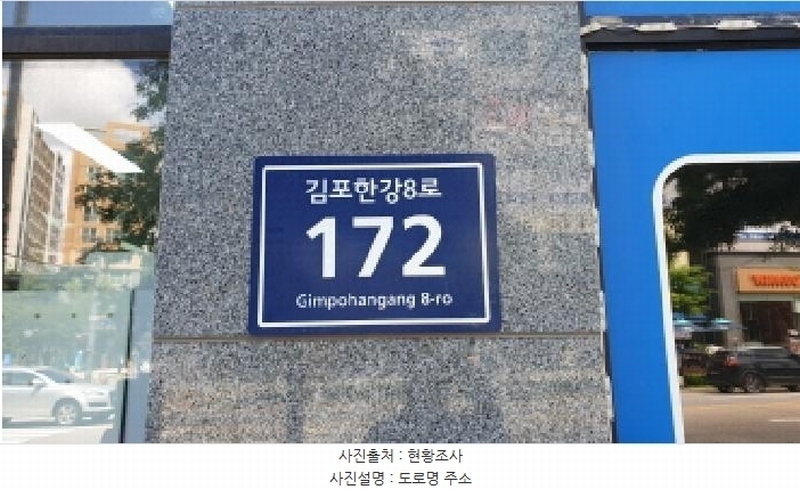 김포한강8로
172
Gimpohangang 8-ro
사진출처 : 현황조사
사진설명 : 도로명 주소